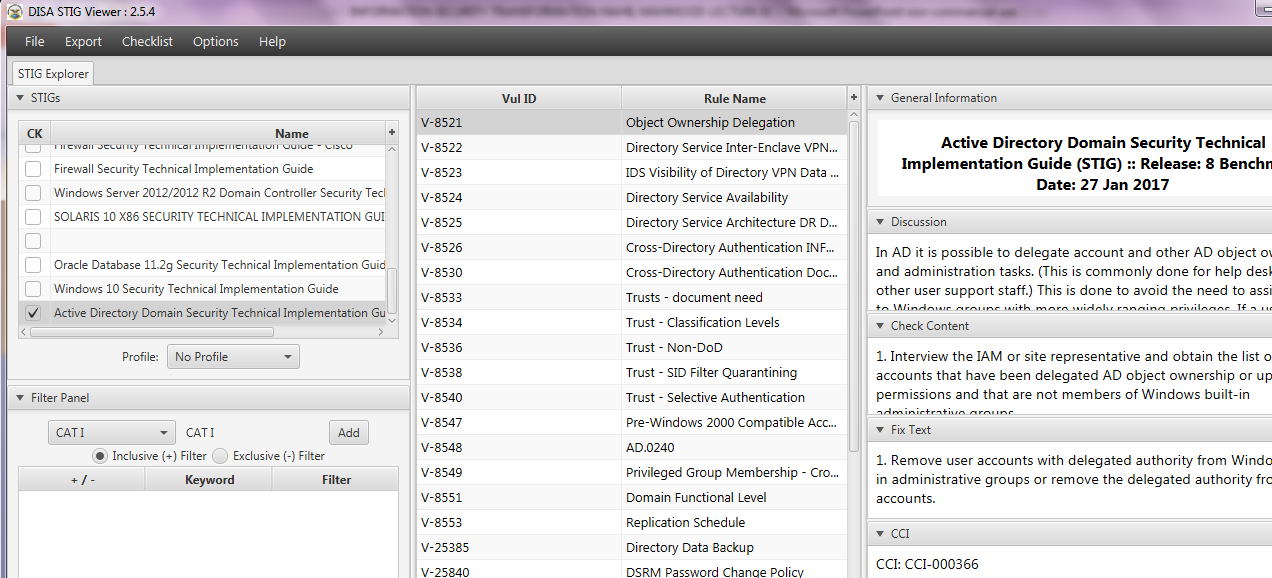 DISA STIG Viewer : 2.5.4
File Export Checklist Options Help
STIG Explorer
STIGs
CK Name
Firewall Security Technical Implementation Guide - Cisco
Firewall Security Technical Implementation Guide
Windows Server 2012/2012 R2 Domain Controller Security Tecl
SOLARIS 10 X86 SECURITY TECHNICAL IMPLEMENTATION GUI
Oracle Database 11.2g Security Technical Implementation Guid
Windows 10 Security Technical Implementation Guide
Active Directory Domain Security Technical Implementation Gu
Profile: No Profile
Filter Panel
CAT I CAT I Add
Inclusive (+) Filter Exclusive (-) Filter
+ / - Keyword Filter
Vul ID Rule Name
V-8521 Object Ownership Delegation
V-8522 Directory Service Inter-Enclave VPN...
V-8523 IDS Visibility of Directory VPN Data ...
V-8524 Directory Service Availability
V-8525 Directory Service Architecture DR D...
V-8526 Cross-Directory Authentication INF...
V-8530 Cross-Directory Authentication Doc...
V-8533 Trusts - document need
V-8534 Trust - Classification Levels
V-8536 Trust - Non-DoD
V-8538 Trust - SID Filter Quarantining
V-8540 Trust - Selective Authentication
V-8547 Pre-Windows 2000 Compatible Acc...
V-8548 AD.0240
V-8549 Privileged Group Membership - Cro...
V-8551 Domain Functional Level
V-8553 Replication Schedule
V-25385 Directory Data Backup
V-25840 DSRM Password Change Policy
General Information
Active Directory Domain Security Technical
Implementation Guide (STIG) :: Release: 8 Benchm
Date: 27 Jan 2017
Discussion
In AD it is possible to delegate account and other AD object ow
and administration tasks. (This is commonly done for help desk
other user support staff.) This is done to avoid the need to assi
to Windows groups with more widely ranging privileges. If a us
Check Content
1. Interview the IAM or site representative and obtain the list o
accounts that have been delegated AD object ownership or up
permissions and that are not members of Windows built-in
administrative groups.
Fix Text
1. Remove user accounts with delegated authority from Windo
in administrative groups or remove the delegated authority fro
accounts.
CCI
CCI: CCI-000366